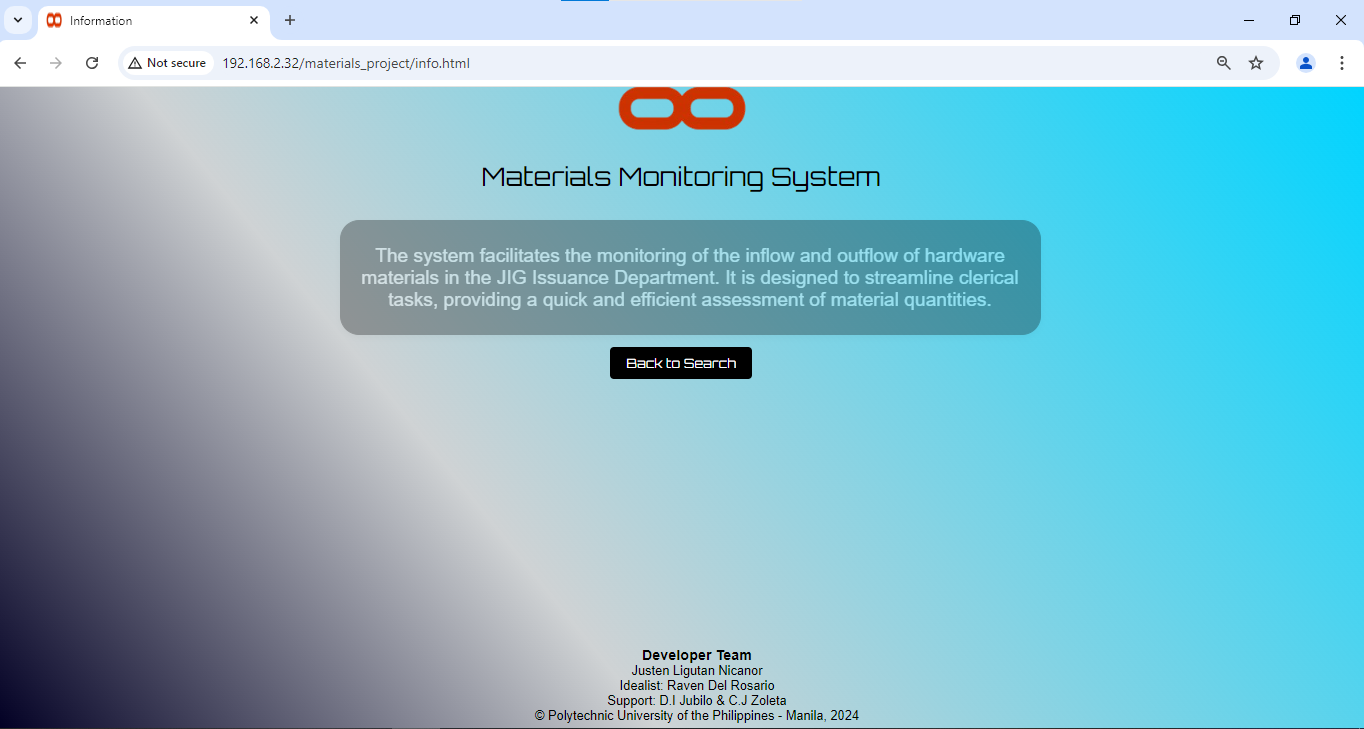 Information
Not secure
192.168.2.32/materials_project/info.html
Materials Monitoring System
The system facilitates the monitoring of the inflow and outflow of hardware
materials in the JIG Issuance Department. It is designed to streamline clerical
tasks, providing a quick and efficient assessment of material quantities.
Back to Search
Developer Team
Justen Ligutan Nicanor
Idealist: Raven Del Rosario
Support: D.I Jubilo & C.J Zoleta
© Polytechnic University of the Philippines - Manila, 2024